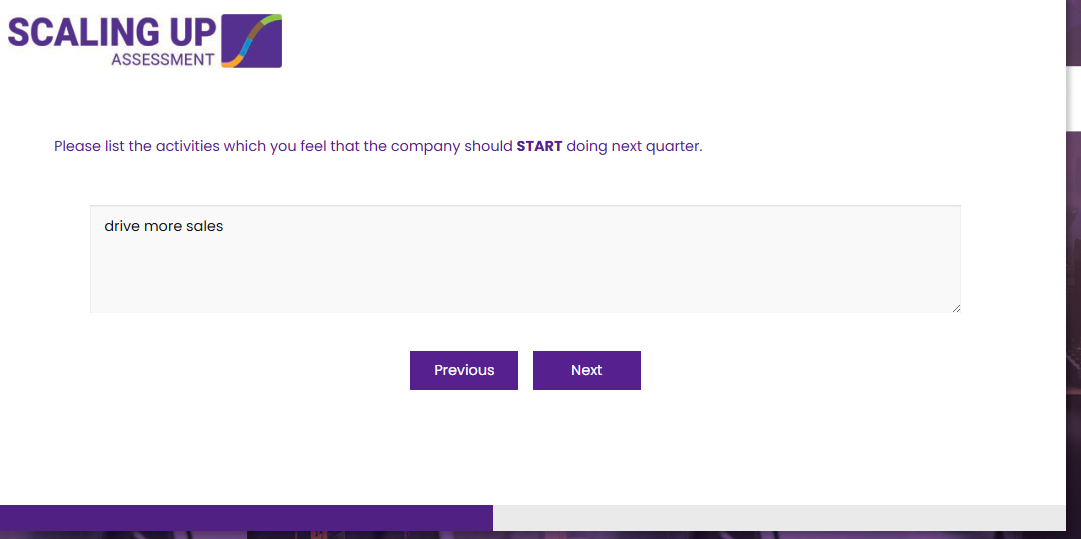 SCALING UP
ASSESSMENT
Please list the activities which you feel that the company should START doing next quarter.
drive more sales
Previous Next